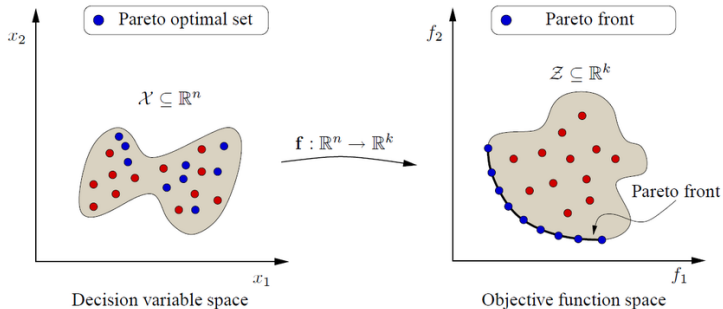 x₂
Pareto optimal set
𝒳 ⊆ ℝⁿ
x₁
Decision variable space
f : ℝⁿ → ℝᵏ
f₂
Pareto front
𝒵 ⊆ ℝᵏ
Pareto front
f₁
Objective function space